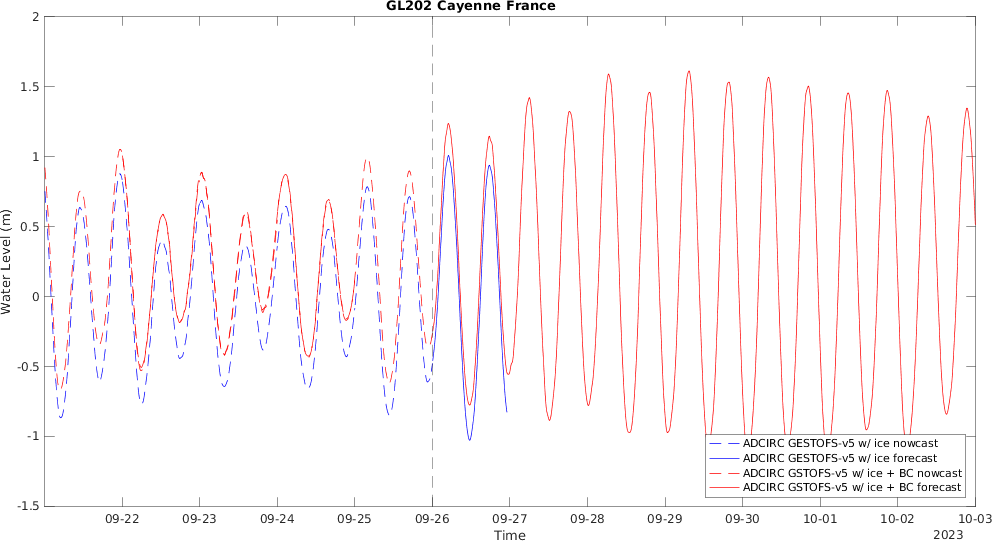 GL202 Cayenne France
2
1.5
1
0.5
0
-0.5
-1
-1.5
Water Level (m)
ADCIRC GESTOFS-v5 w/ ice nowcast
ADCIRC GESTOFS-v5 w/ ice forecast
ADCIRC GSTOFS-v5 w/ ice + BC nowcast
ADCIRC GSTOFS-v5 w/ ice + BC forecast
09-22 09-23 09-24 09-25 09-26 09-27 09-28 09-29 09-30 10-01 10-02 10-03
Time
2023